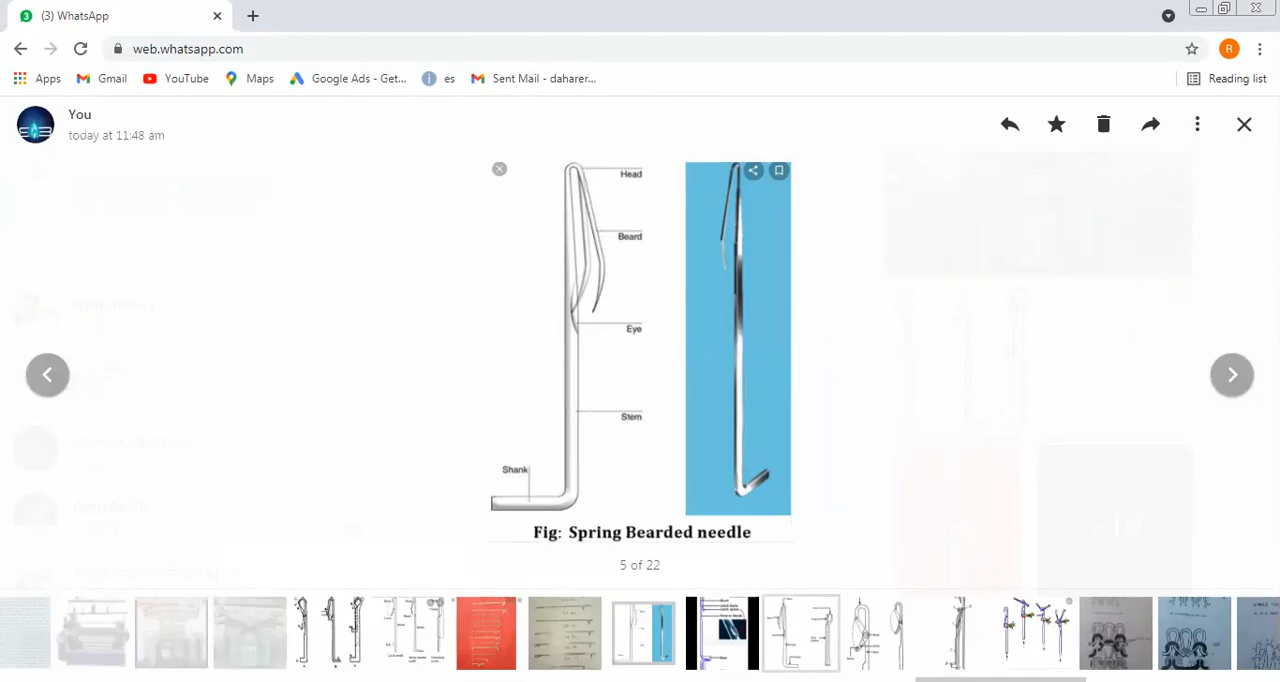 (3) WhatsApp
web.whatsapp.com
R
Apps
Gmail
YouTube
Maps
Google Ads - Get...
es
Sent Mail - daharer...
Reading list
You
today at 11:48 am
Head
Beard
Eye
Stem
Shank
Fig: Spring Bearded needle
5 of 22